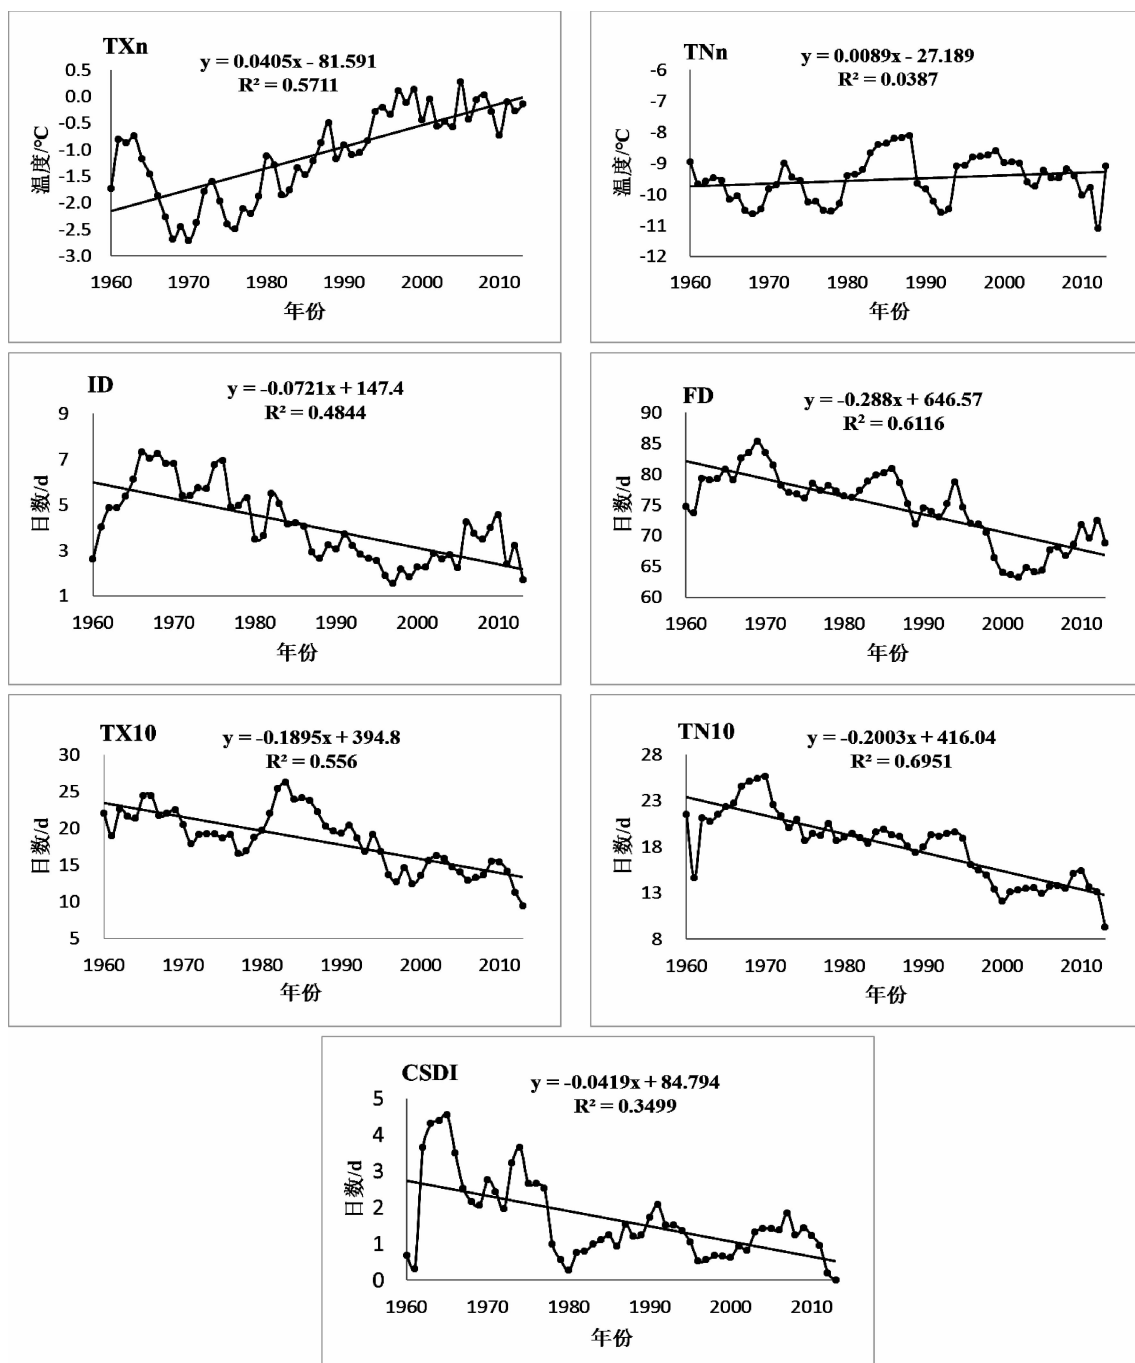 TXn
y = 0.0405x - 81.591
R² = 0.5711
温度/℃
0.5
0.0
-0.5
-1.0
-1.5
-2.0
-2.5
-3.0
1960 1970 1980 1990 2000 2010
年份
TNn
y = 0.0089x - 27.189
R² = 0.0387
温度/℃
-6
-7
-8
-9
-10
-11
-12
1960 1970 1980 1990 2000 2010
年份
ID
y = -0.0721x + 147.4
R² = 0.4844
日数/d
9
7
5
3
1
1960 1970 1980 1990 2000 2010
年份
FD
y = -0.288x + 646.57
R² = 0.6116
日数/d
90
85
80
75
70
65
60
1960 1970 1980 1990 2000 2010
年份
TX10
y = -0.1895x + 394.8
R² = 0.556
日数/d
30
25
20
15
10
5
1960 1970 1980 1990 2000 2010
年份
TN10
y = -0.2003x + 416.04
R² = 0.6951
日数/d
28
23
18
13
8
1960 1970 1980 1990 2000 2010
年份
CSDI
y = -0.0419x + 84.794
R² = 0.3499
日数/d
5
4
3
2
1
0
1960 1970 1980 1990 2000 2010
年份